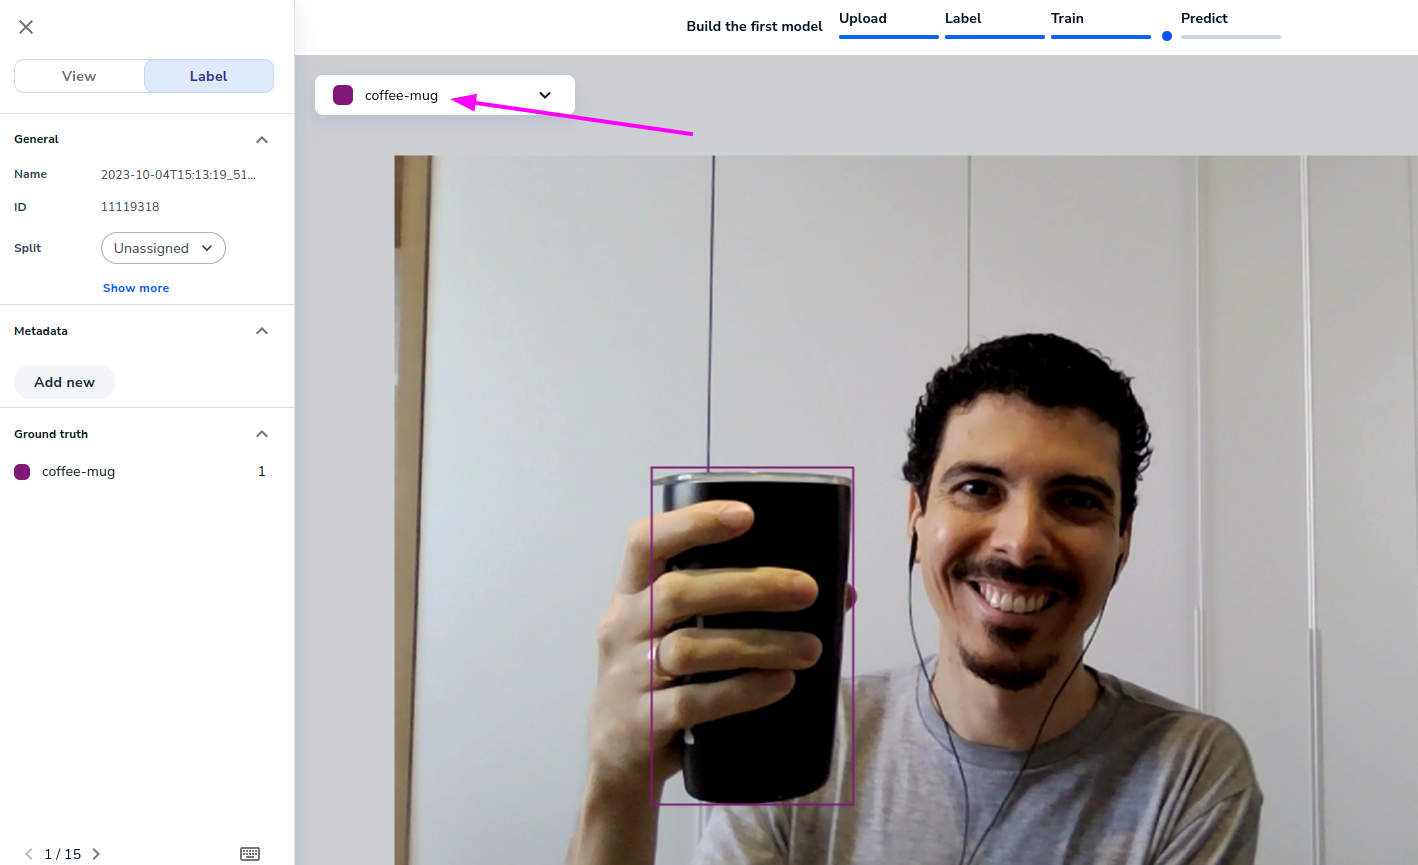 Build the first model
Upload
Label
Train
Predict
View
Label
coffee-mug
General
Name
2023-10-04T15:13:19_51...
ID
11119318
Split
Unassigned
Show more
Metadata
Add new
Ground truth
coffee-mug
1
1 / 15